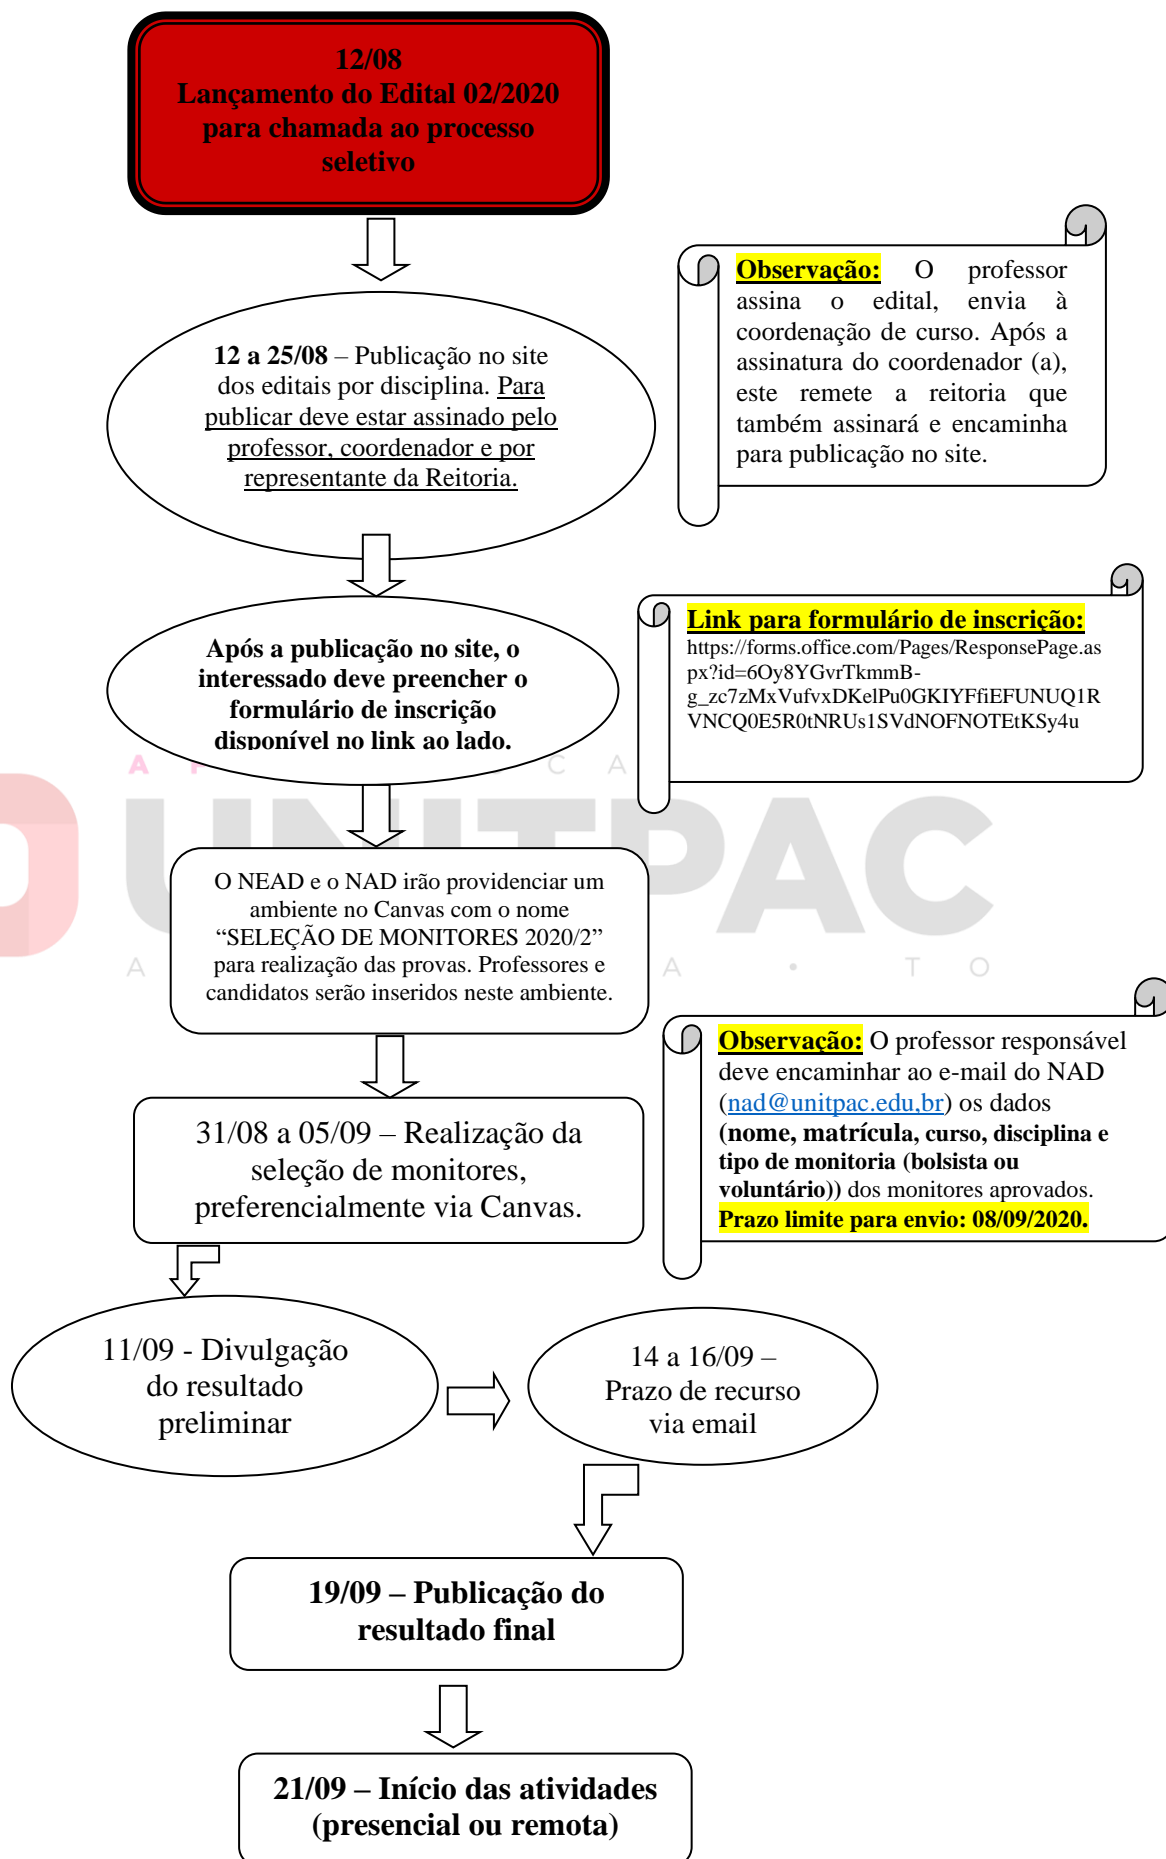 12/08
Lançamento do Edital 02/2020
para chamada ao processo
seletivo
Observação: O professor
assina o edital, envia à
coordenação de curso. Após a
assinatura do coordenador (a),
este remete a reitoria que
também assinará e encaminha
para publicação no site.
12 a 25/08 – Publicação no site
dos editais por disciplina. Para
publicar deve estar assinado pelo
professor, coordenador e por
representante da Reitoria.
Link para formulário de inscrição:
https://forms.office.com/Pages/ResponsePage.as
px?id=6Oy8YGvrTkmmB-
g_zc7zMxVufvxDKelPu0GKIYFfiEFUNUQ1R
VNCQ0E5R0tNRUs1SVdNOFNOTEtKSy4u
Após a publicação no site, o
interessado deve preencher o
formulário de inscrição
disponível no link ao lado.
UNITPAC
O NEAD e o NAD irão providenciar um
ambiente no Canvas com o nome
“SELEÇÃO DE MONITORES 2020/2”
para realização das provas. Professores e
candidatos serão inseridos neste ambiente.
TO
Observação: O professor responsável
deve encaminhar ao e-mail do NAD
(nad@unitpac.edu,br) os dados
(nome, matrícula, curso, disciplina e
tipo de monitoria (bolsista ou
voluntário)) dos monitores aprovados.
Prazo limite para envio: 08/09/2020.
31/08 a 05/09 – Realização da
seleção de monitores,
preferencialmente via Canvas.
11/09 - Divulgação
do resultado
preliminar
14 a 16/09 –
Prazo de recurso
via email
19/09 – Publicação do
resultado final
21/09 – Início das atividades
(presencial ou remota)